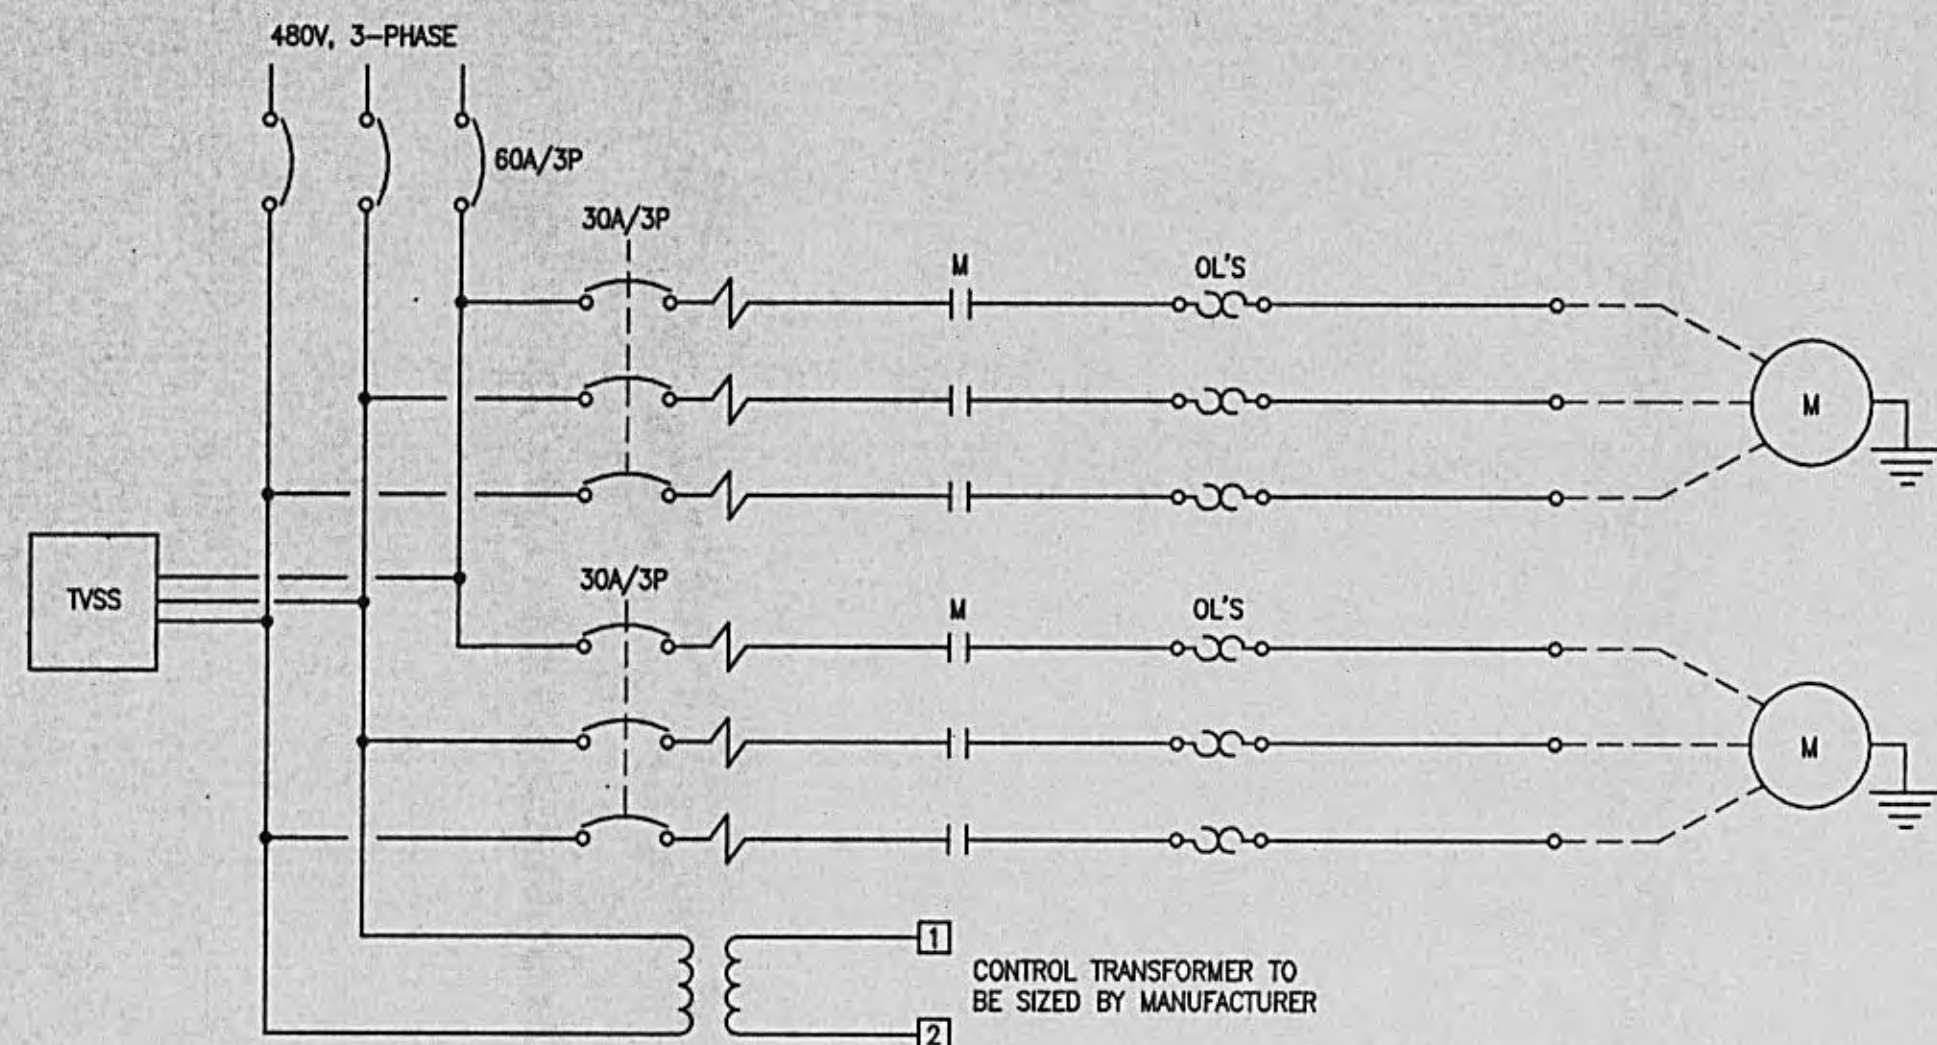 480V, 3-PHASE
60A/3P
30A/3P
M
OL'S
M
TVSS
30A/3P
M
OL'S
M
1
CONTROL TRANSFORMER TO
BE SIZED BY MANUFACTURER
2